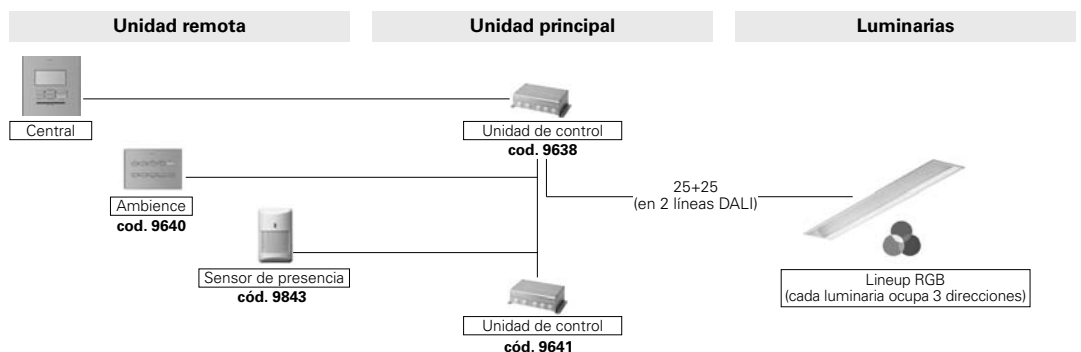 Unidad remota
Unidad principal
Luminarias
Central
Unidad de control
cod. 9638
Ambience
cod. 9640
25+25
(en 2 líneas DALI)
Sensor de presencia
cód. 9843
Lineup RGB
(cada luminaria ocupa 3 direcciones)
Unidad de control
cód. 9641